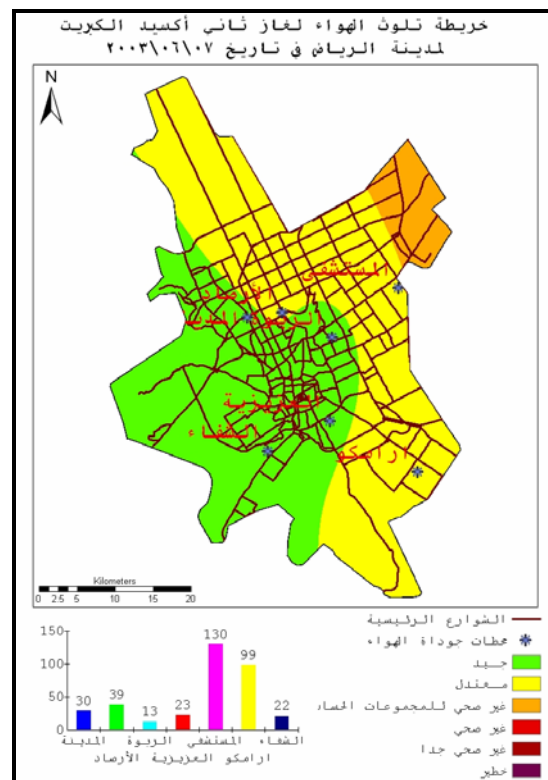 خريطة تلوث الهواء لغاز ثاني أكسيد الكبريت
لمدينة الرياض في تاريخ ٢٠٠٣\٠٦\٠٧
N
المستشفى
الأرصاد
الربوة المدينة
العزيزية
الشفاء
ارامكو
Kilometers
0 2.5 5 10 15 20
الشوارع الرئيسية
محطات جوداة الهواء
جيد
معتدل
غير صحي للمجموعات الحسا
غير صحي
غير صحي جدا
خطير
150
100
50
0
30 39 13 23 130 99 22
المدينة الربوة المستشفى الشفاء
ارامكو العزيزية الأرصاد